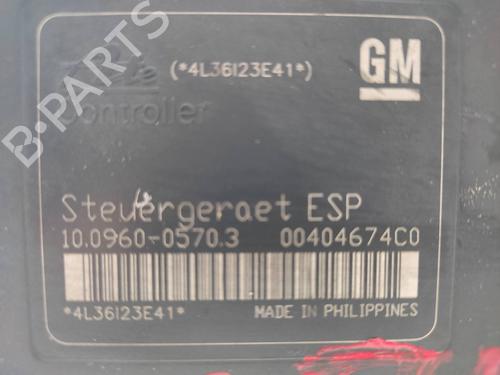 (*4L36I23E41*)
GM
Controller
Steuergeraet ESP
10.0960-0570.3 00404674C0
*4L36I23E41* MADE IN PHILIPPINES
B-PARTS